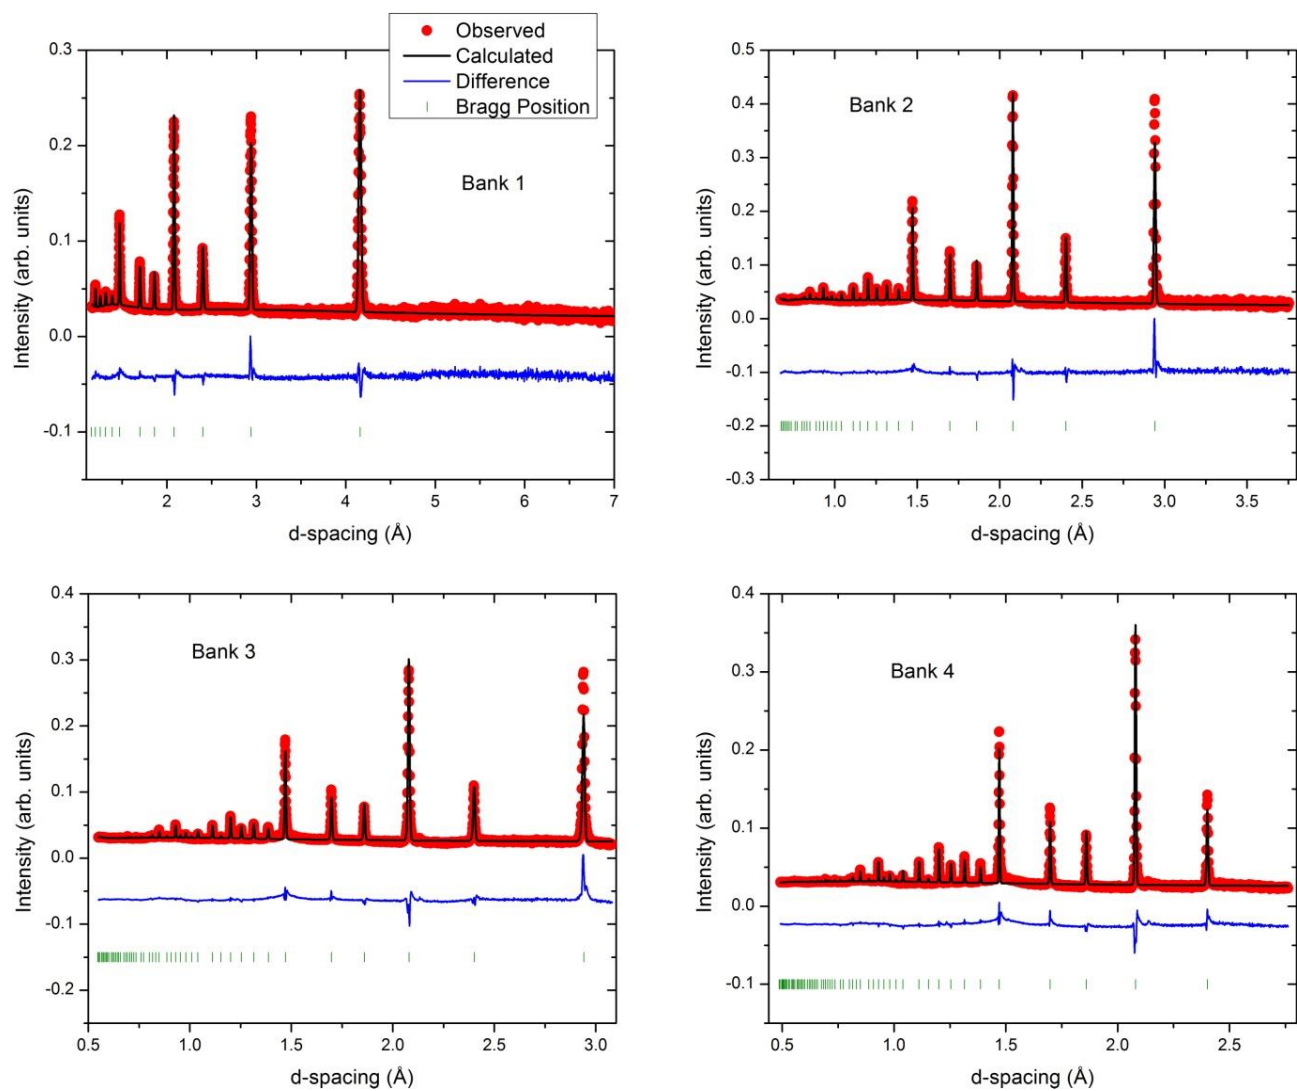 Observed
Calculated
Difference
Bragg Position
0.3
0.2
0.1
0.0
-0.1
Intensity (arb. units)
Bank 1
2 3 4 5 6 7
d-spacing (Å)
0.5
0.4
0.3
0.2
0.1
0.0
-0.1
-0.2
-0.3
Intensity (arb. units)
Bank 2
1.0 1.5 2.0 2.5 3.0 3.5
d-spacing (Å)
0.4
0.3
0.2
0.1
0.0
-0.1
-0.2
Intensity (arb. units)
Bank 3
0.5 1.0 1.5 2.0 2.5 3.0
d-spacing (Å)
0.4
0.3
0.2
0.1
0.0
-0.1
Intensity (arb. units)
Bank 4
0.5 1.0 1.5 2.0 2.5
d-spacing (Å)